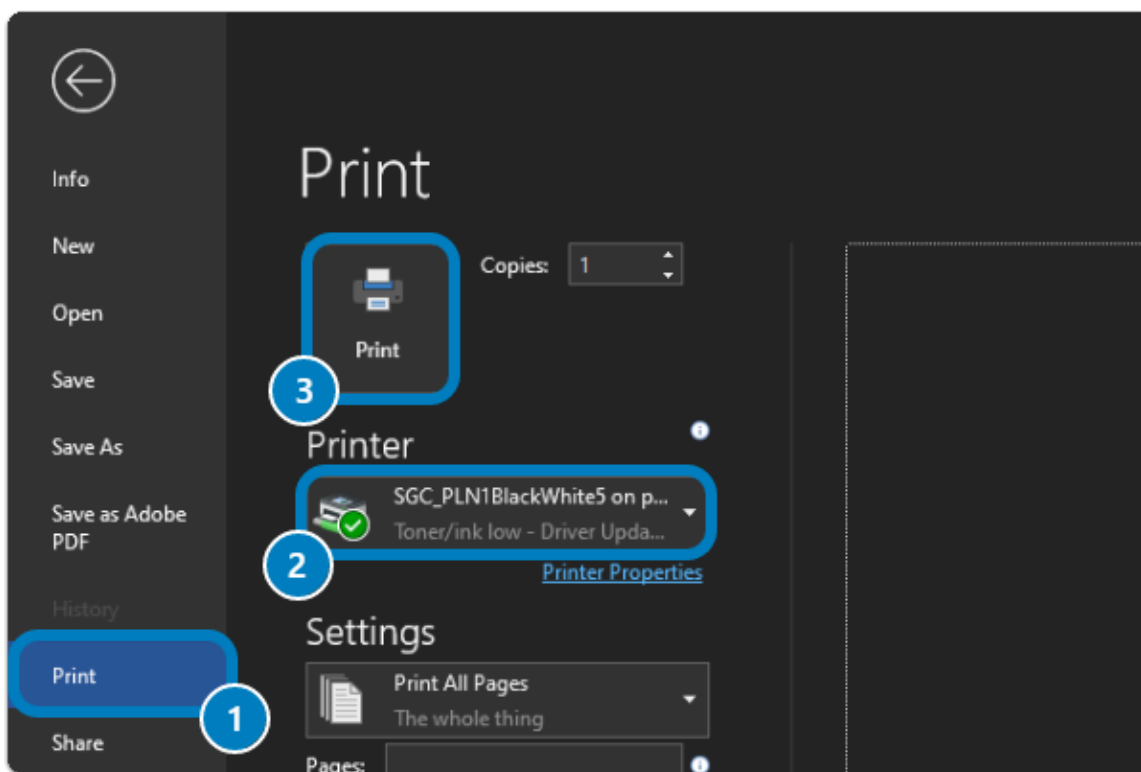 Info
New
Open
Save
Save As
Save as Adobe
PDF
History
Print
1
Share
Print
Print
3
Copies:
1
Printer
SGC_PLN1BlackWhite5 on p...
Toner/ink low - Driver Upda...
2
Printer Properties
Settings
Print All Pages
The whole thing
Pages: